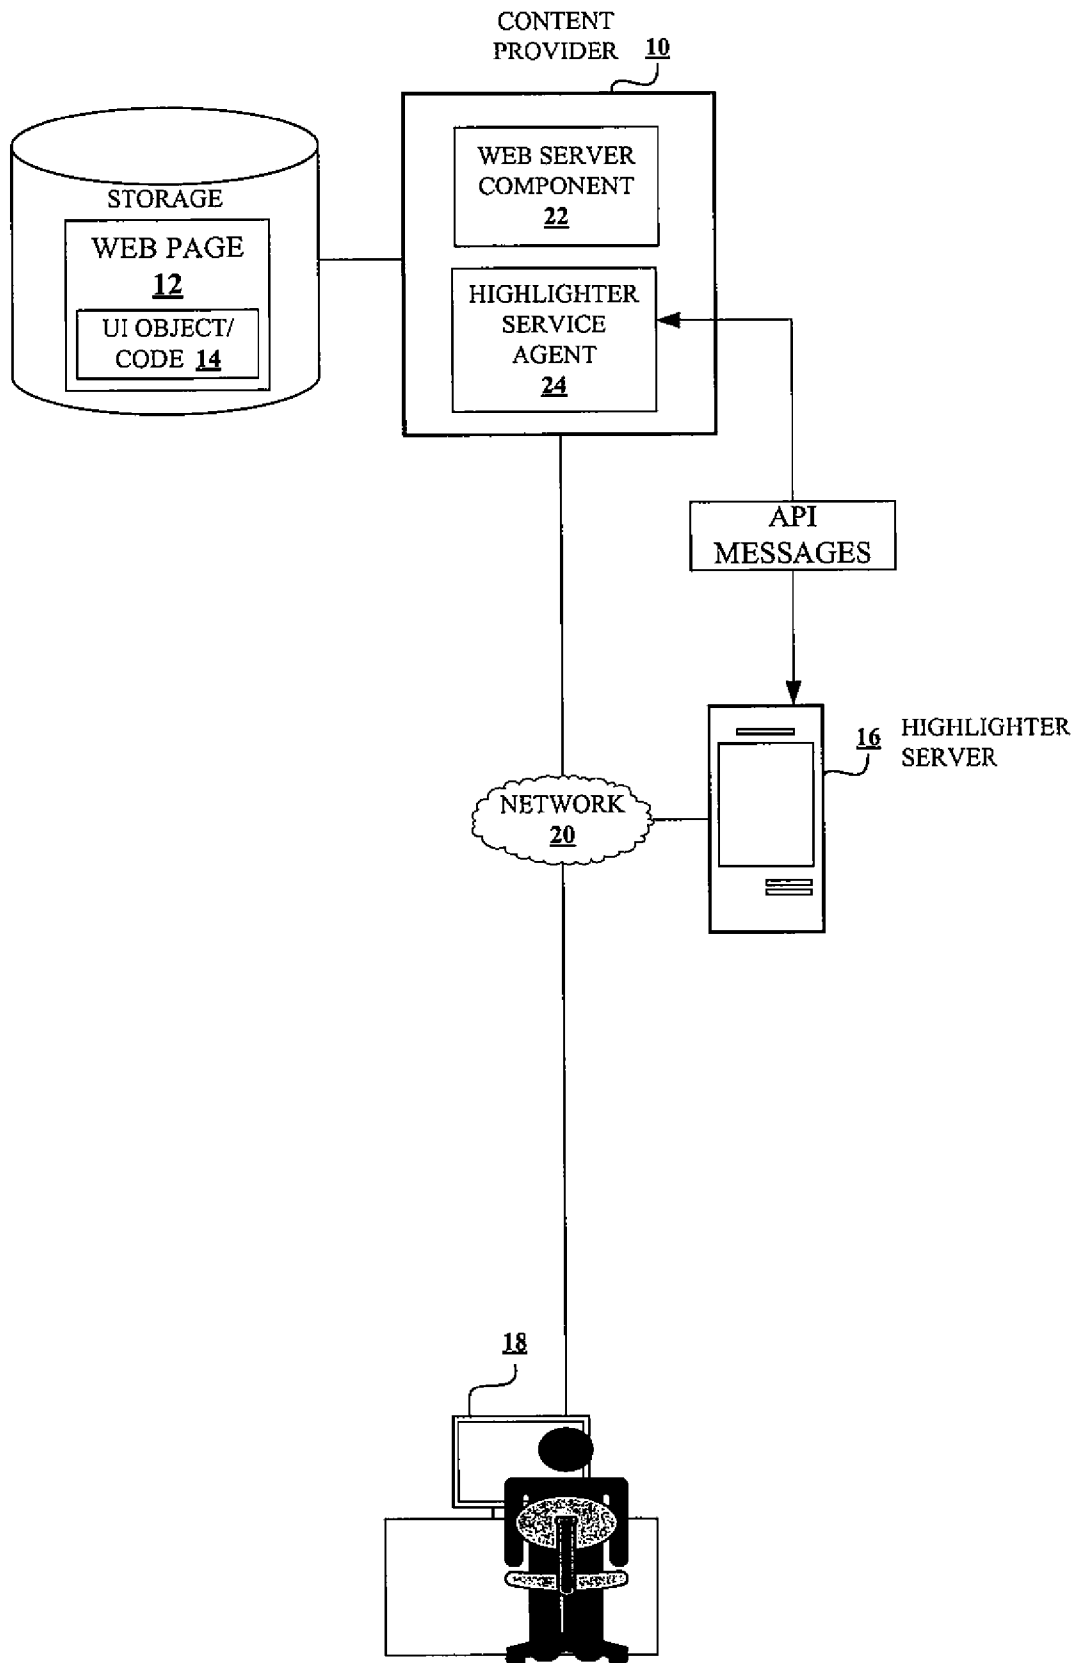 CONTENT
PROVIDER 10
WEB SERVER
COMPONENT
22
STORAGE
WEB PAGE
12
UI OBJECT/
CODE 14
HIGHLIGHTER
SERVICE
AGENT
24
API
MESSAGES
16 HIGHLIGHTER
SERVER
NETWORK
20
18